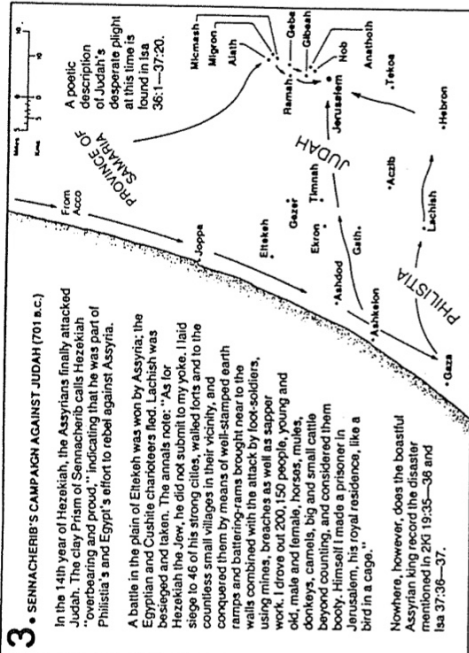 3. SENNACHERIB'S CAMPAIGN AGAINST JUDAH (701 B.C.)
In the 14th year of Hezekiah, the Assyrians finally attacked
Judah. The clay Prism of Sennacherib calls Hezekiah
"overbearing and proud," indicating that he was part of
Philistia's and Egypt's effort to rebel against Assyria.
A battle in the plain of Eltekeh was won by Assyria; the
Egyptian and Cushite charioteers fled. Lachish was
besieged and taken. The annals note: "As for
Hezekiah the Jew, he did not submit to my yoke. I laid
siege to 46 of his strong cities, walled forts and to the
countless small villages in their vicinity, and
conquered them by means of well-stamped earth
ramps and battering-rams brought near to the
walls combined with the attack by foot-soldiers,
using mines, breaches as well as sapper
work. I drove out 200,150 people, young and
old, male and female, horses, mules,
donkeys, camels, big and small cattle
beyond counting, and considered them
booty. Himself I made a prisoner in
Jerusalem, his royal residence, like a
bird in a cage."
Nowhere, however, does the boastful
Assyrian king record the disaster
mentioned in 2Ki 19:35—36 and
Isa 37:36—37.
A poetic
description
of Judah's
desperate plight
at this time is
found in Isa
36:1—37:20.
PROVINCE OF
SAMARIA
From
Acco
Joppa
Micmash
Migron
Aiath
Geba
Gibeah
Ramah
Nob
Anathoth
Jerusalem
Eltekeh
Gezer
Ekron
Timnah
JUDAH
Tekoa
Ashdod
Gath
Aczib
Hebron
Ashkelon
Lachish
PHILISTIA
Gaza